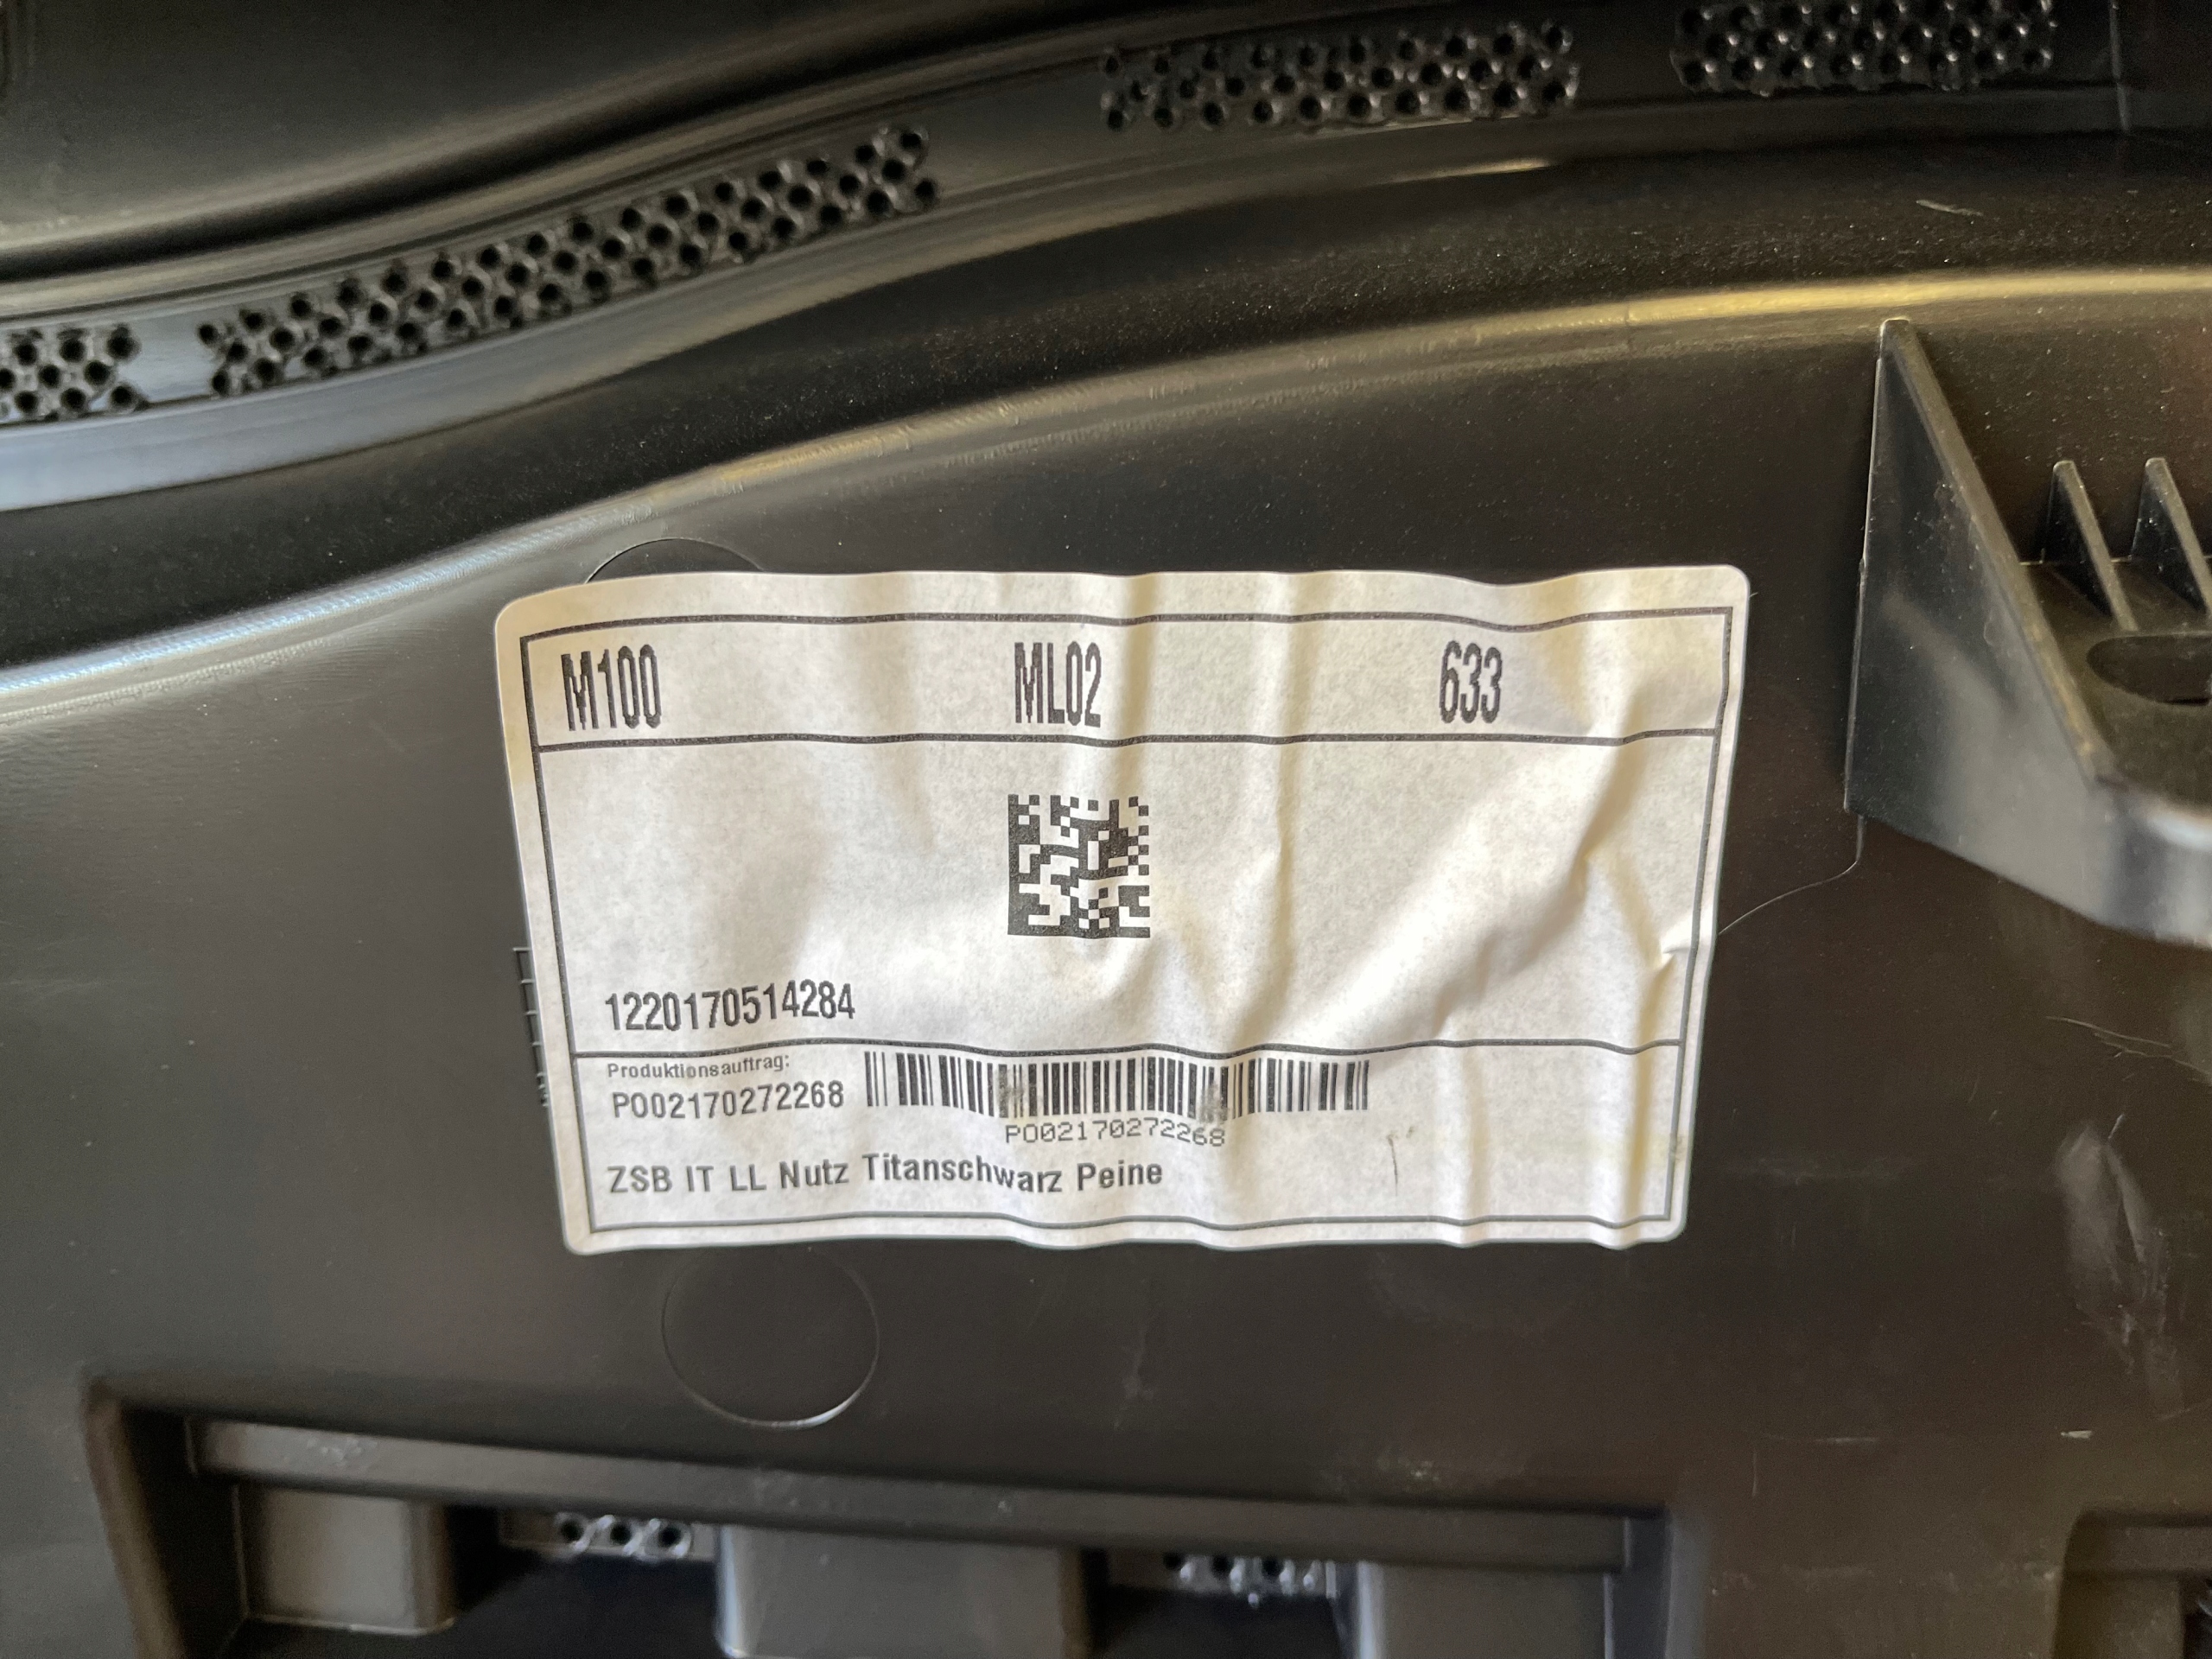 M100 ML02 633
1220170514284
Produktionsauftrag:
P002170272268
P002170272268
ZSB IT LL Nutz Titanschwarz Peine